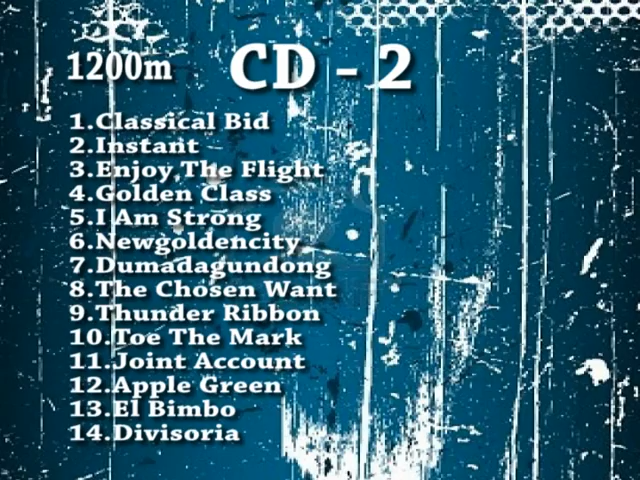 1200m CD - 2
1.Classical Bid
2.Instant
3.Enjoy The Flight
4.Golden Class
5.I Am Strong
6.Newgoldencity
7.Dumadagundong
8.The Chosen Want
9.Thunder Ribbon
10.Toe The Mark
11.Joint Account
12.Apple Green
13.El Bimbo
14.Divisoria